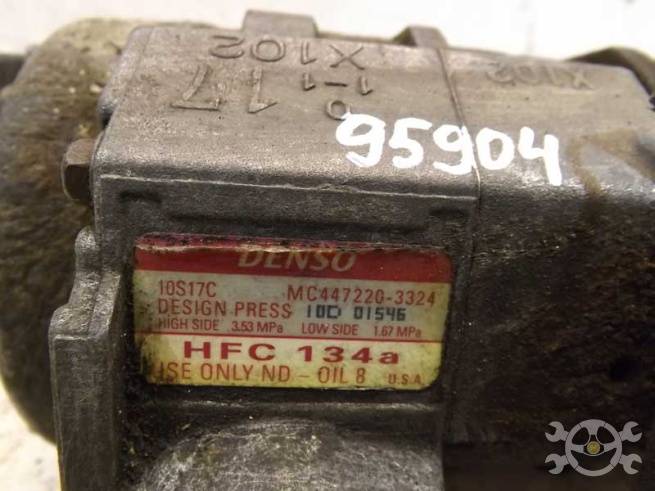 X102
1-1
0 17
X102
95904
DENSO
10S17C MC447220-3324
DESIGN PRESS 10D 01546
HIGH SIDE 3.53 MPa LOW SIDE 1.67 MPa
HFC 134a
USE ONLY ND-OIL 8 U.S.A